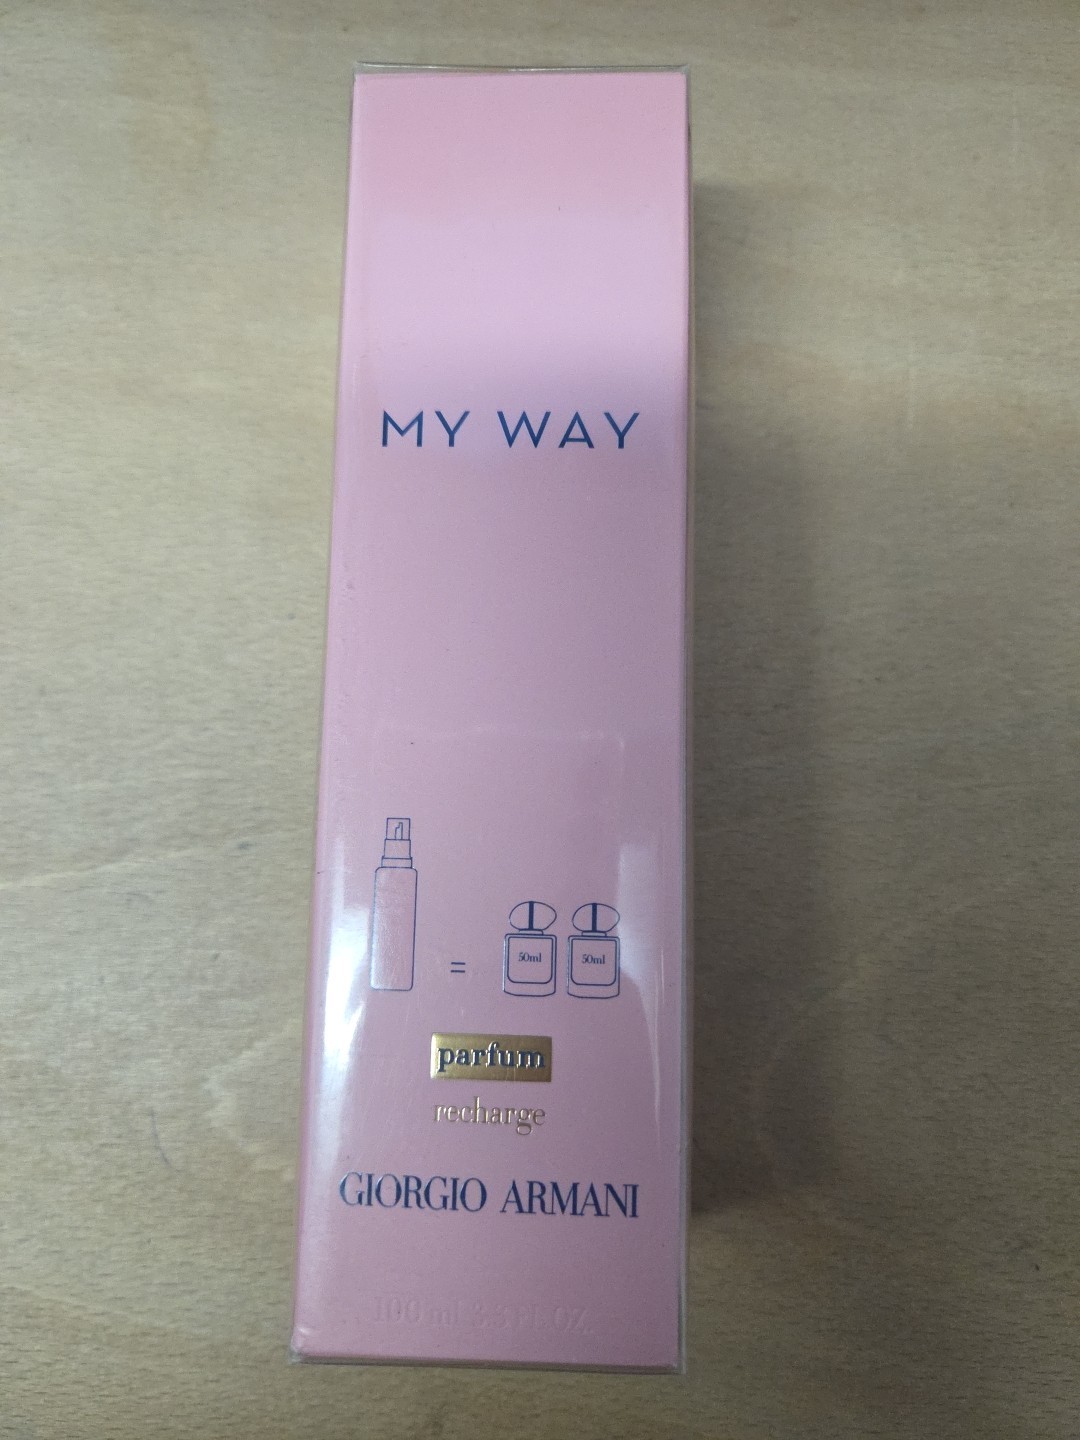 MY WAY
=
50ml 50ml
parfum
recharge
GIORGIO ARMANI
100 ml 3.3 FL. OZ.